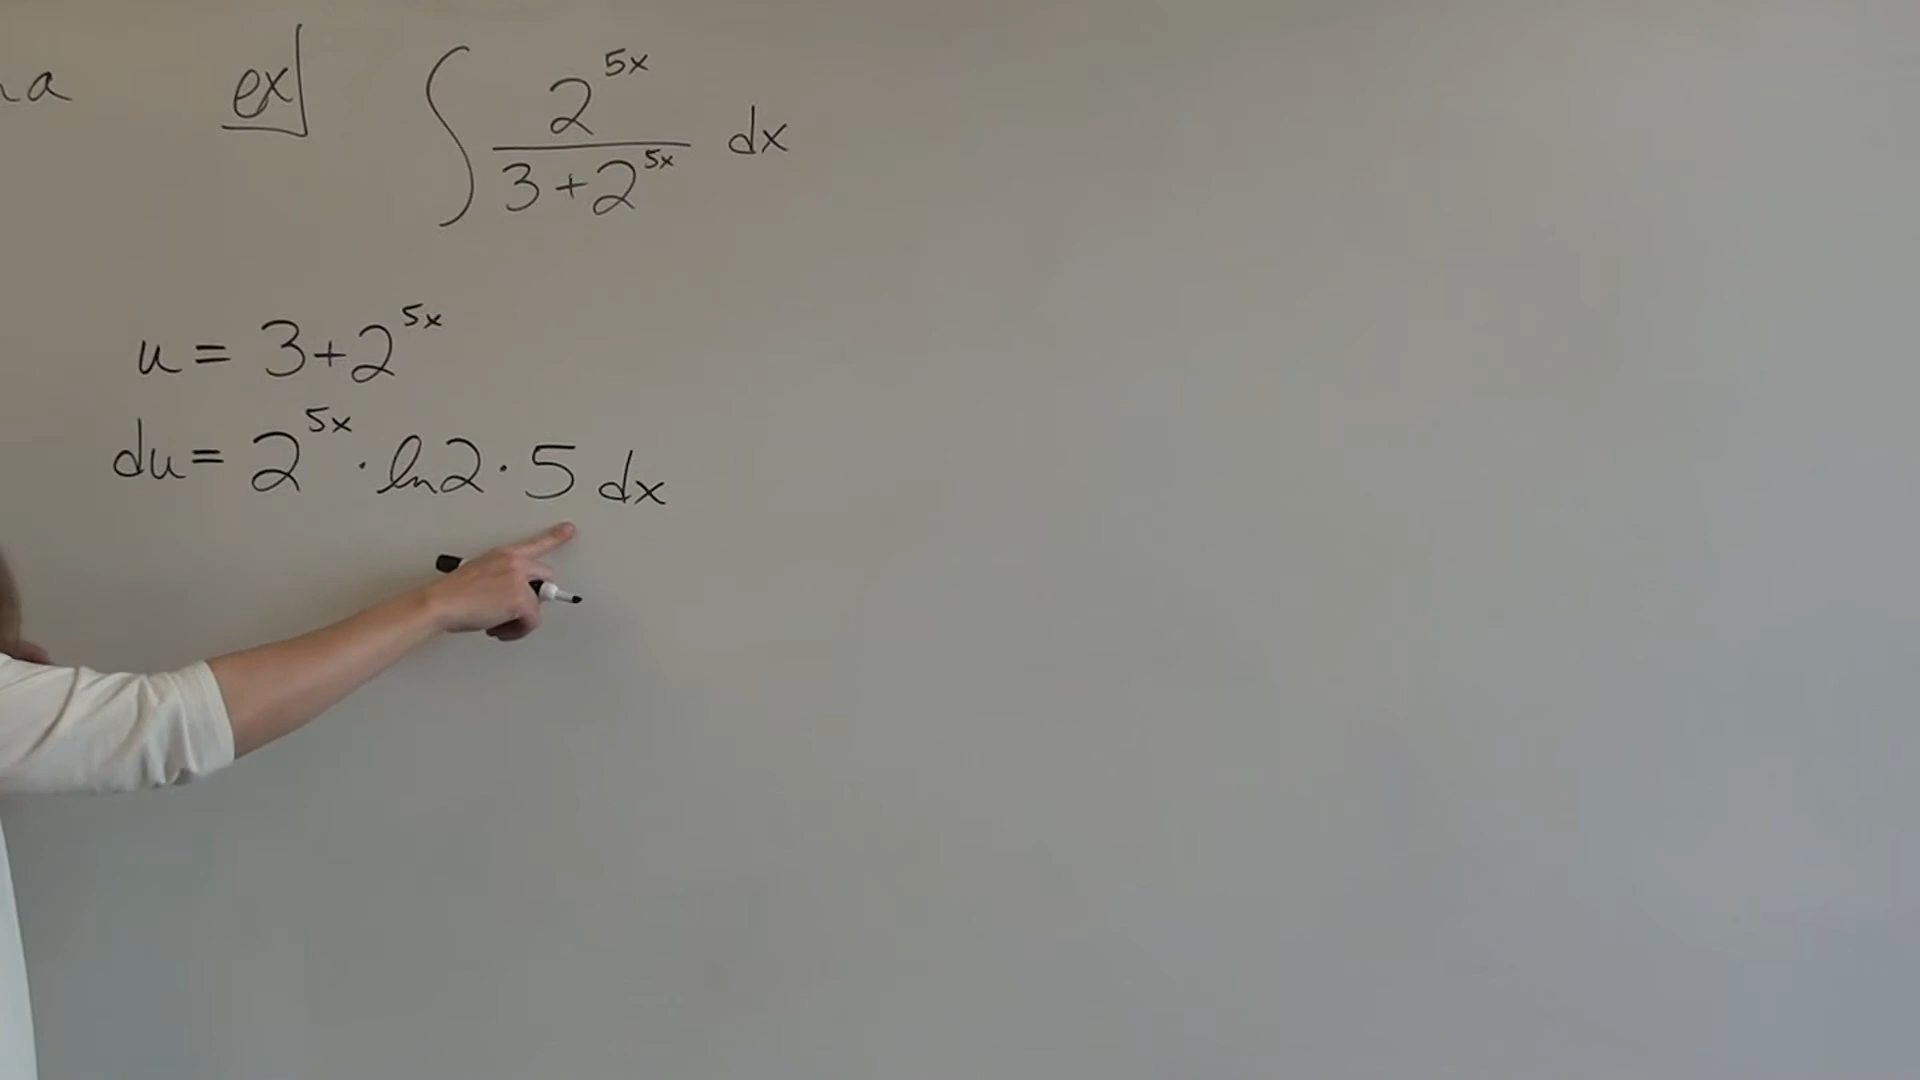 ex ∫ 2^5x / 3+2^5x dx
u = 3+2^5x
du = 2^5x · ln2 · 5 dx